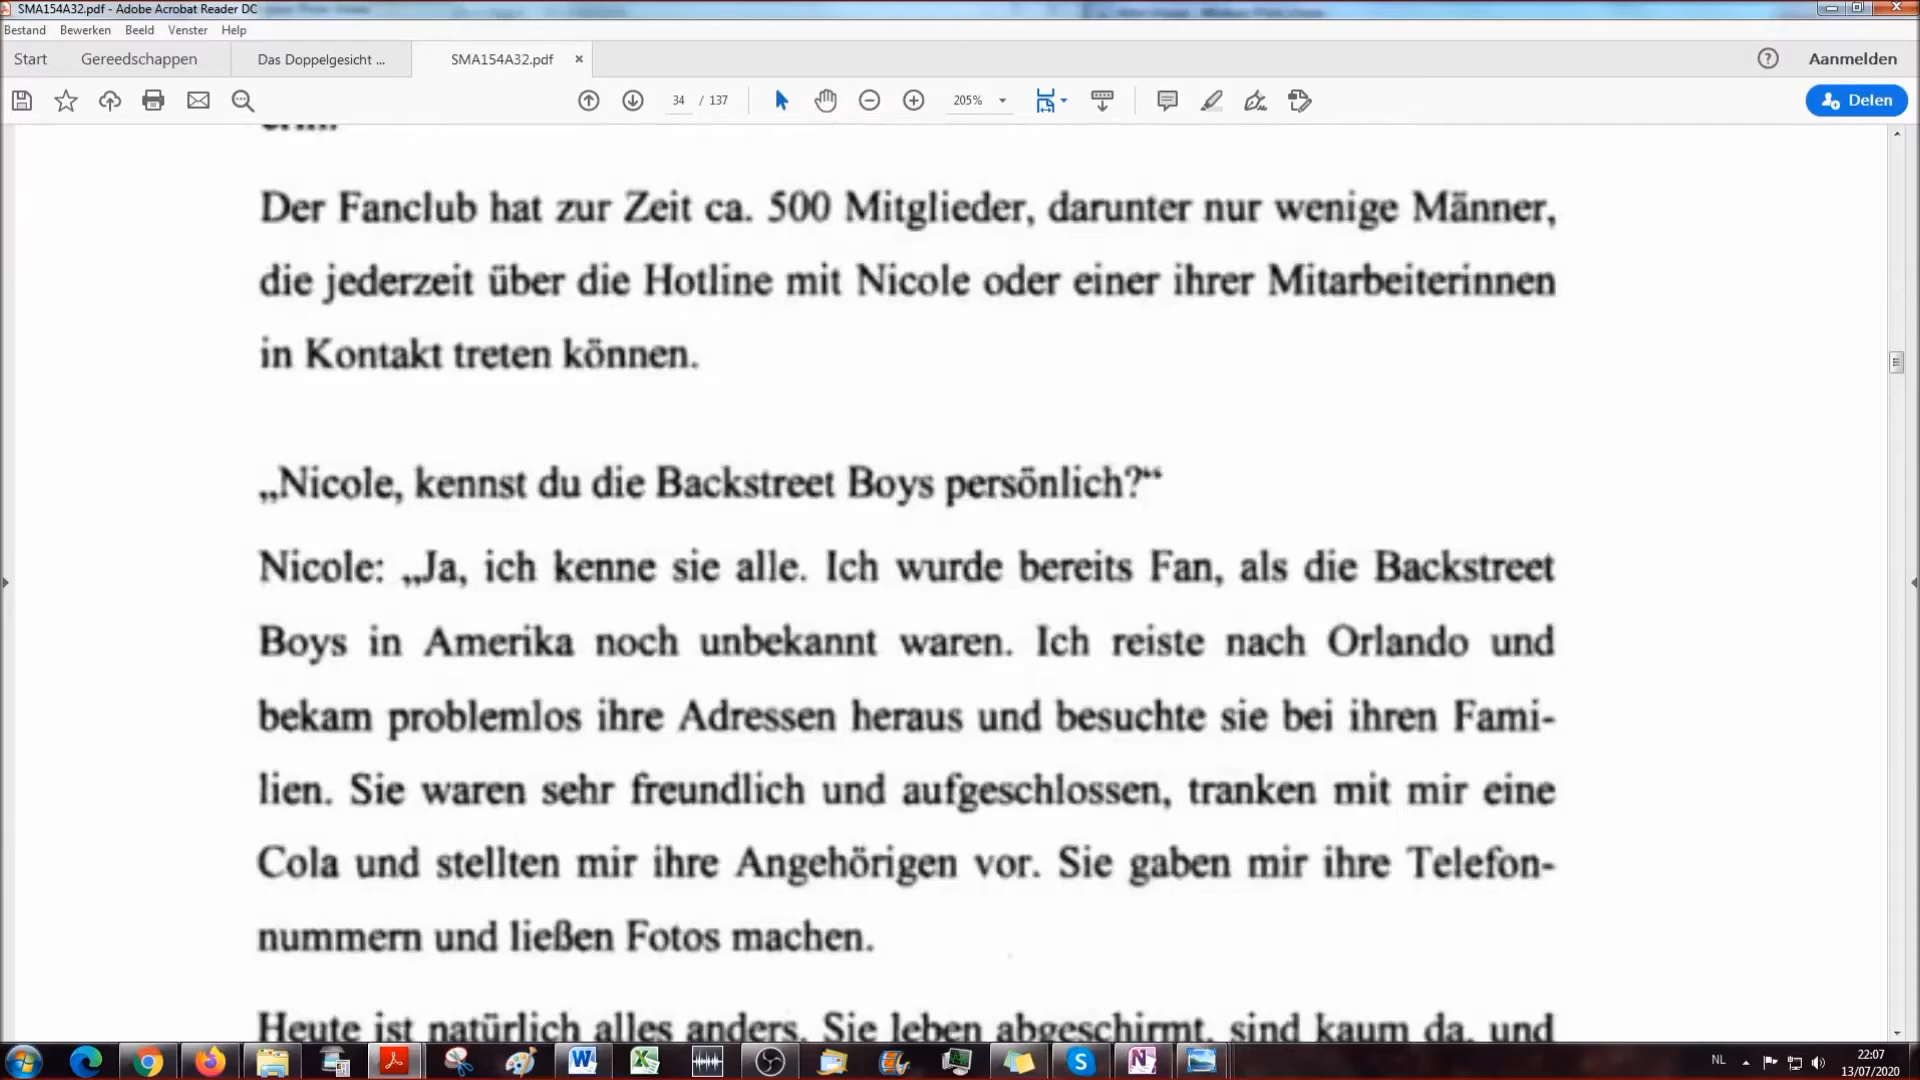 SMA154A32.pdf - Adobe Acrobat Reader DC
Bestand Bewerken Beeld Venster Help
Start Gereedschappen Das Doppelgesicht ... SMA154A32.pdf × Aanmelden
34 / 137 205% Delen
Der Fanclub hat zur Zeit ca. 500 Mitglieder, darunter nur wenige Männer,
die jederzeit über die Hotline mit Nicole oder einer ihrer Mitarbeiterinnen
in Kontakt treten können.
„Nicole, kennst du die Backstreet Boys persönlich?“
Nicole: „Ja, ich kenne sie alle. Ich wurde bereits Fan, als die Backstreet
Boys in Amerika noch unbekannt waren. Ich reiste nach Orlando und
bekam problemlos ihre Adressen heraus und besuchte sie bei ihren Fami-
lien. Sie waren sehr freundlich und aufgeschlossen, tranken mit mir eine
Cola und stellten mir ihre Angehörigen vor. Sie gaben mir ihre Telefon-
nummern und ließen Fotos machen.
Heute ist natürlich alles anders. Sie leben abgeschirmt, sind kaum da, und
NL 22:07
13/07/2020